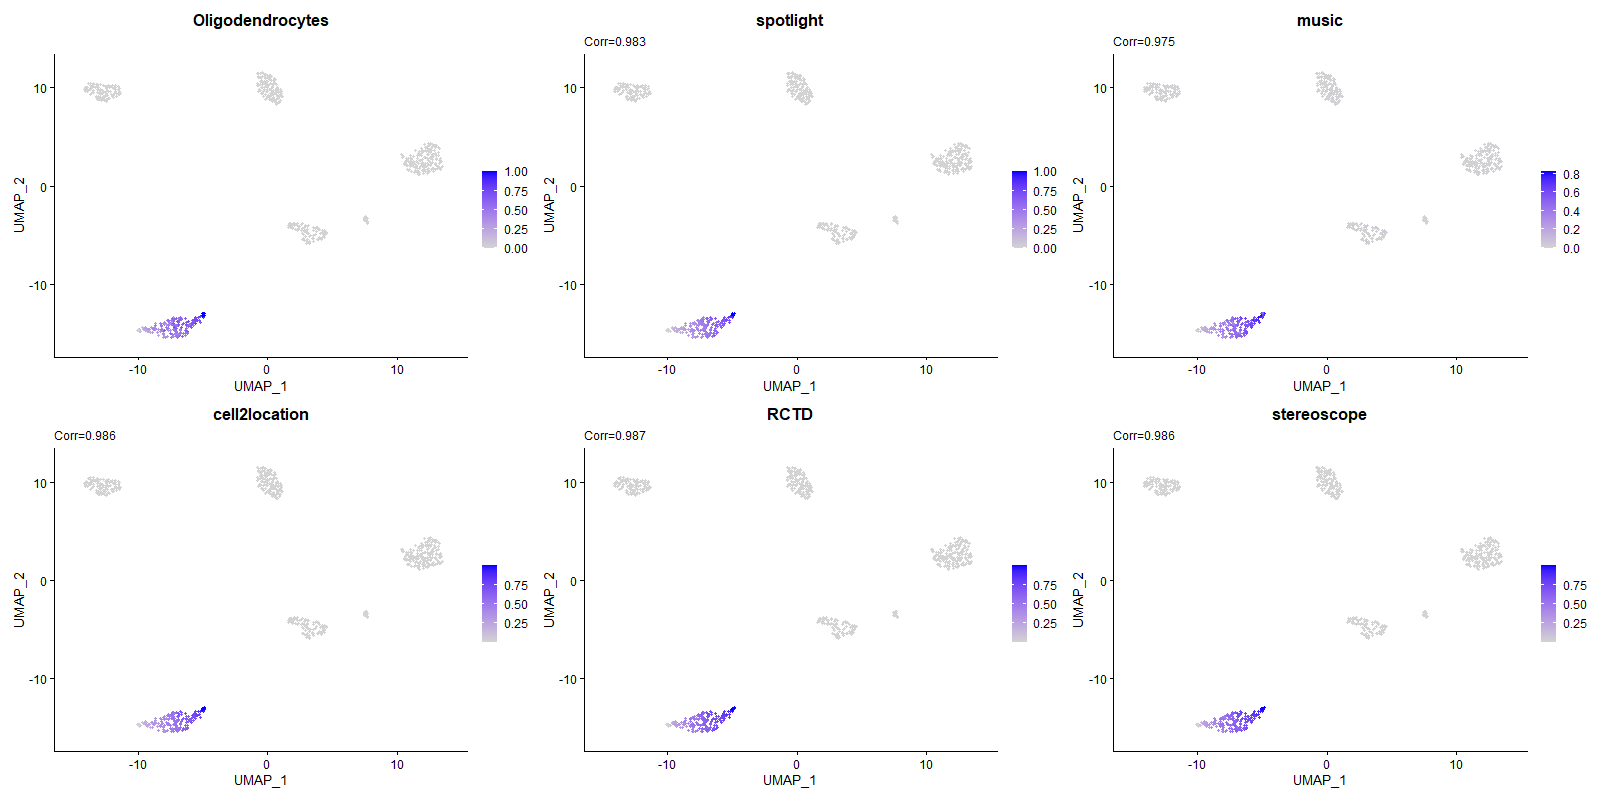 Oligodendrocytes
10
0
-10
-10
0
10
UMAP_1
UMAP_2
1.00
0.75
0.50
0.25
0.00
spotlight
Corr=0.983
10
0
-10
-10
0
10
UMAP_1
UMAP_2
1.00
0.75
0.50
0.25
0.00
music
Corr=0.975
10
0
-10
-10
0
10
UMAP_1
UMAP_2
0.8
0.6
0.4
0.2
0.0
cell2location
Corr=0.986
10
0
-10
-10
0
10
UMAP_1
UMAP_2
0.75
0.50
0.25
RCTD
Corr=0.987
10
0
-10
-10
0
10
UMAP_1
UMAP_2
0.75
0.50
0.25
stereoscope
Corr=0.986
10
0
-10
-10
0
10
UMAP_1
UMAP_2
0.75
0.50
0.25